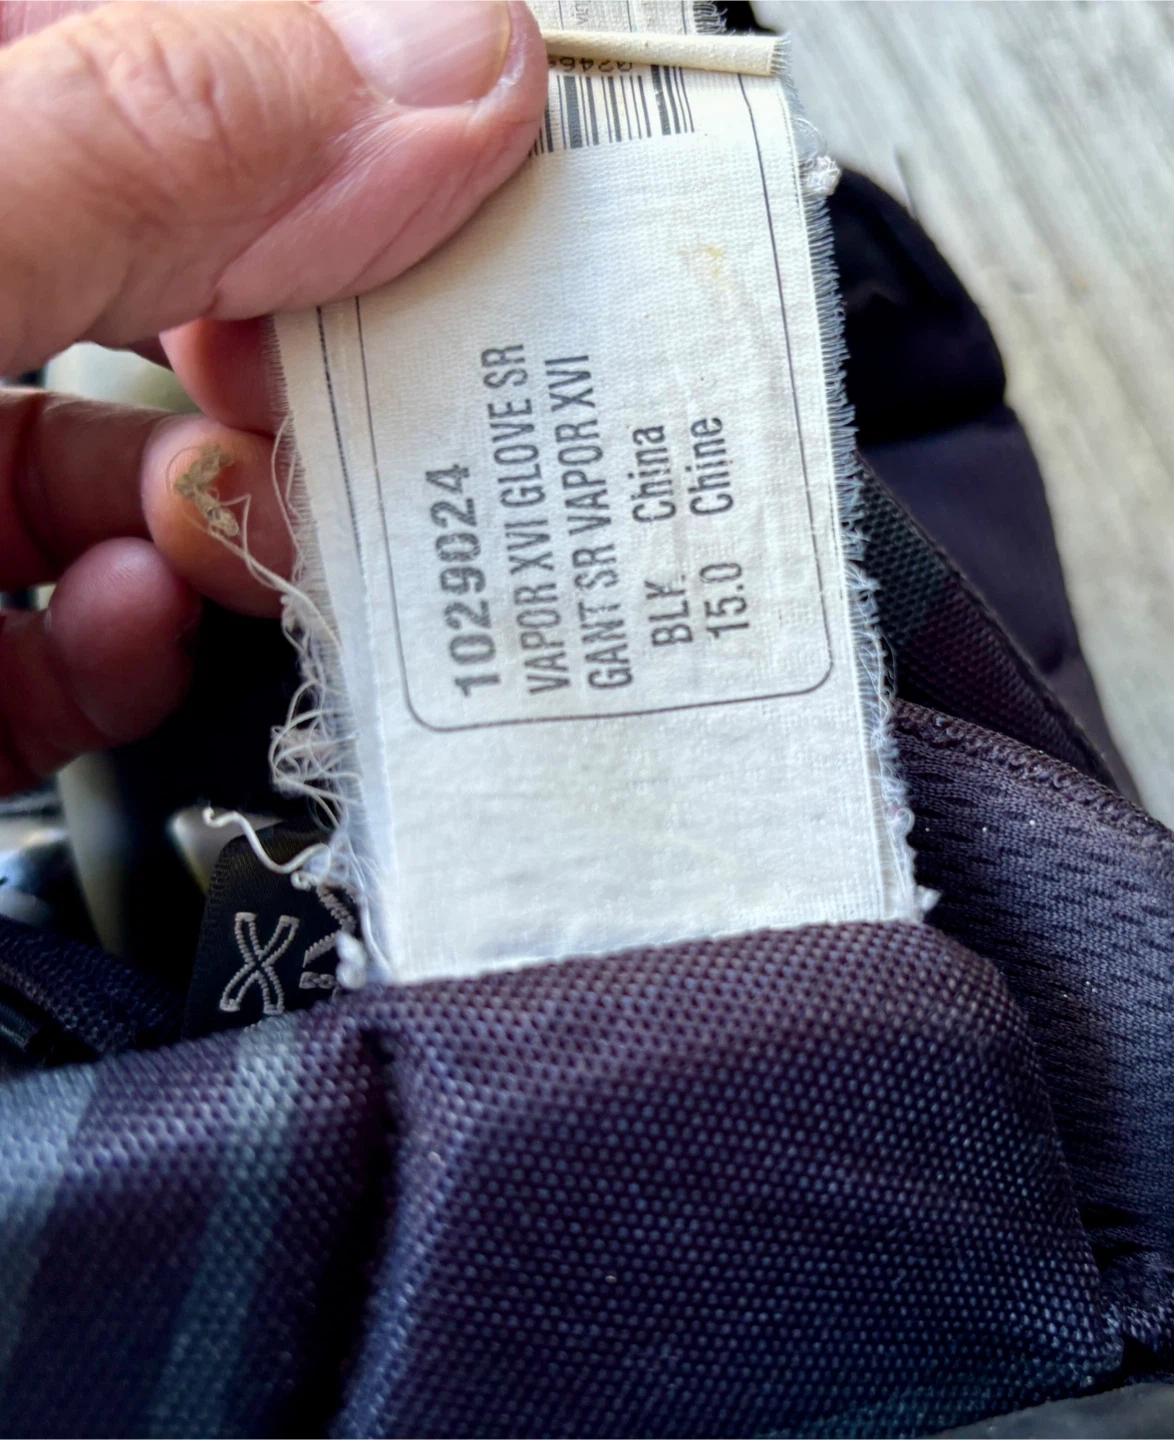 1029024
VAPOR XVI GLOVE SR
GANT SR VAPOR XVI
BLK China
15.0 Chine